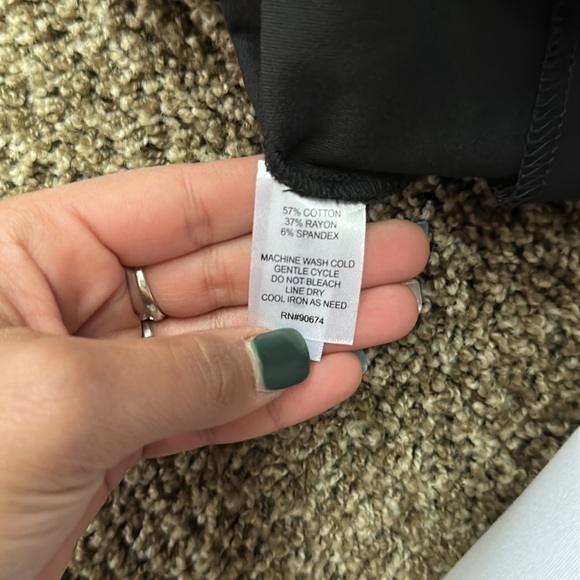 57% COTTON
37% RAYON
6% SPANDEX
MACHINE WASH COLD
GENTLE CYCLE
DO NOT BLEACH
LINE DRY
COOL IRON AS NEED
RN#90674